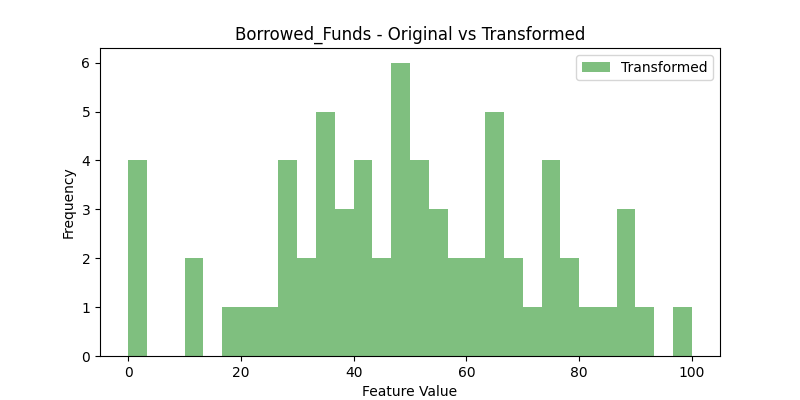 Borrowed_Funds - Original vs Transformed
Transformed
6
5
4
3
2
1
0
Frequency
0 20 40 60 80 100
Feature Value